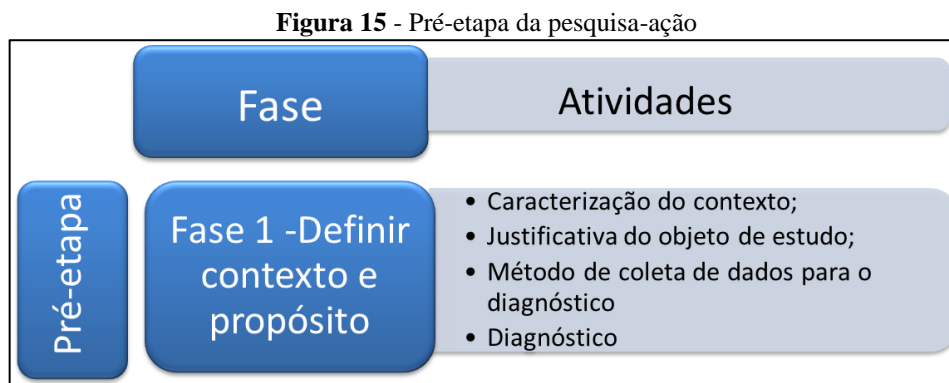 Figura 15 - Pré-etapa da pesquisa-ação
Fase
Atividades
Pré-etapa
Fase 1 -Definir
contexto e
propósito
• Caracterização do contexto;
• Justificativa do objeto de estudo;
• Método de coleta de dados para o
diagnóstico
• Diagnóstico